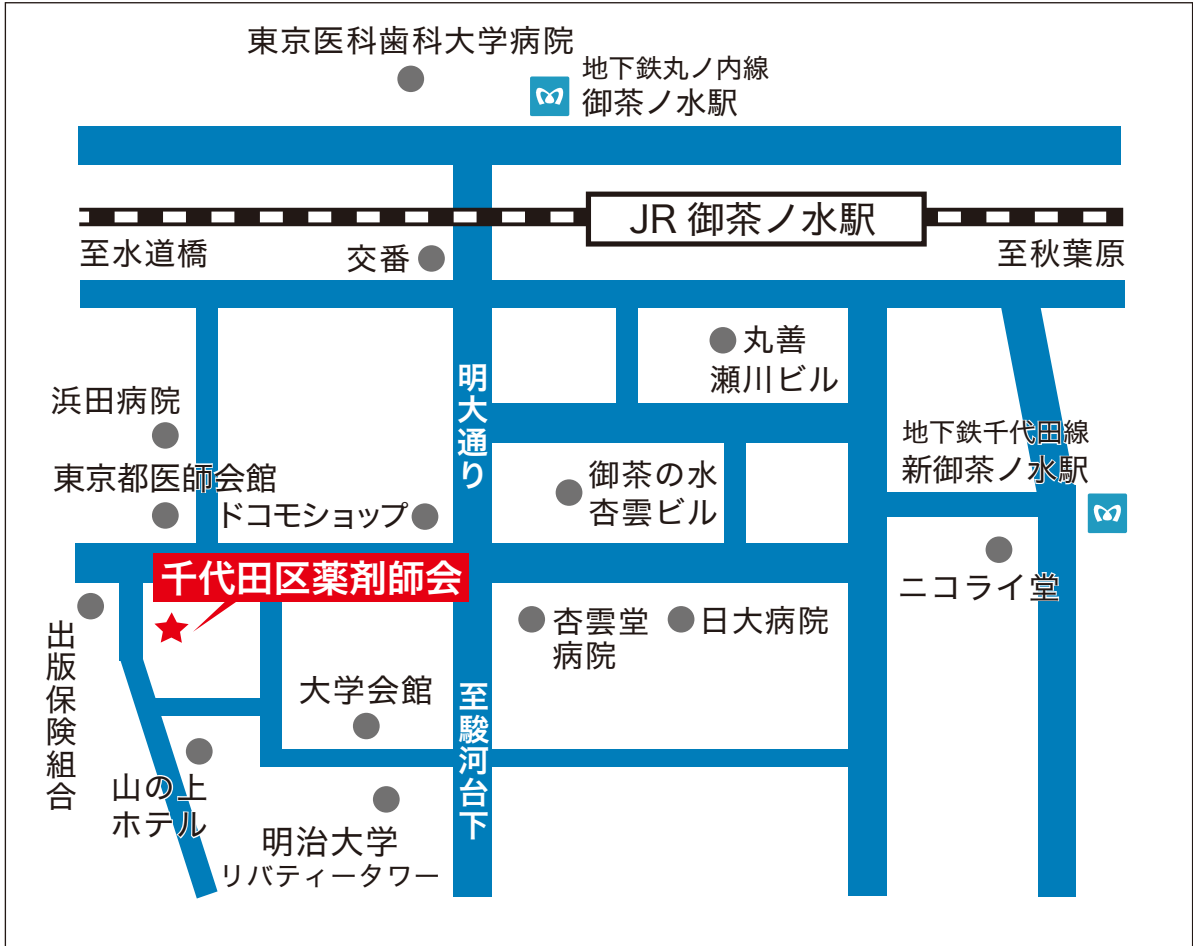 東京医科歯科大学病院
地下鉄丸ノ内線
御茶ノ水駅
JR 御茶ノ水駅
至水道橋
交番
至秋葉原
丸善
瀬川ビル
明大通り
浜田病院
地下鉄千代田線
新御茶ノ水駅
東京都医師会館
ドコモショップ
御茶の水
杏雲ビル
千代田区薬剤師会
ニコライ堂
出版保険組合
杏雲堂
病院
日大病院
大学会館
至駿河台下
山の上
ホテル
明治大学
リバティータワー